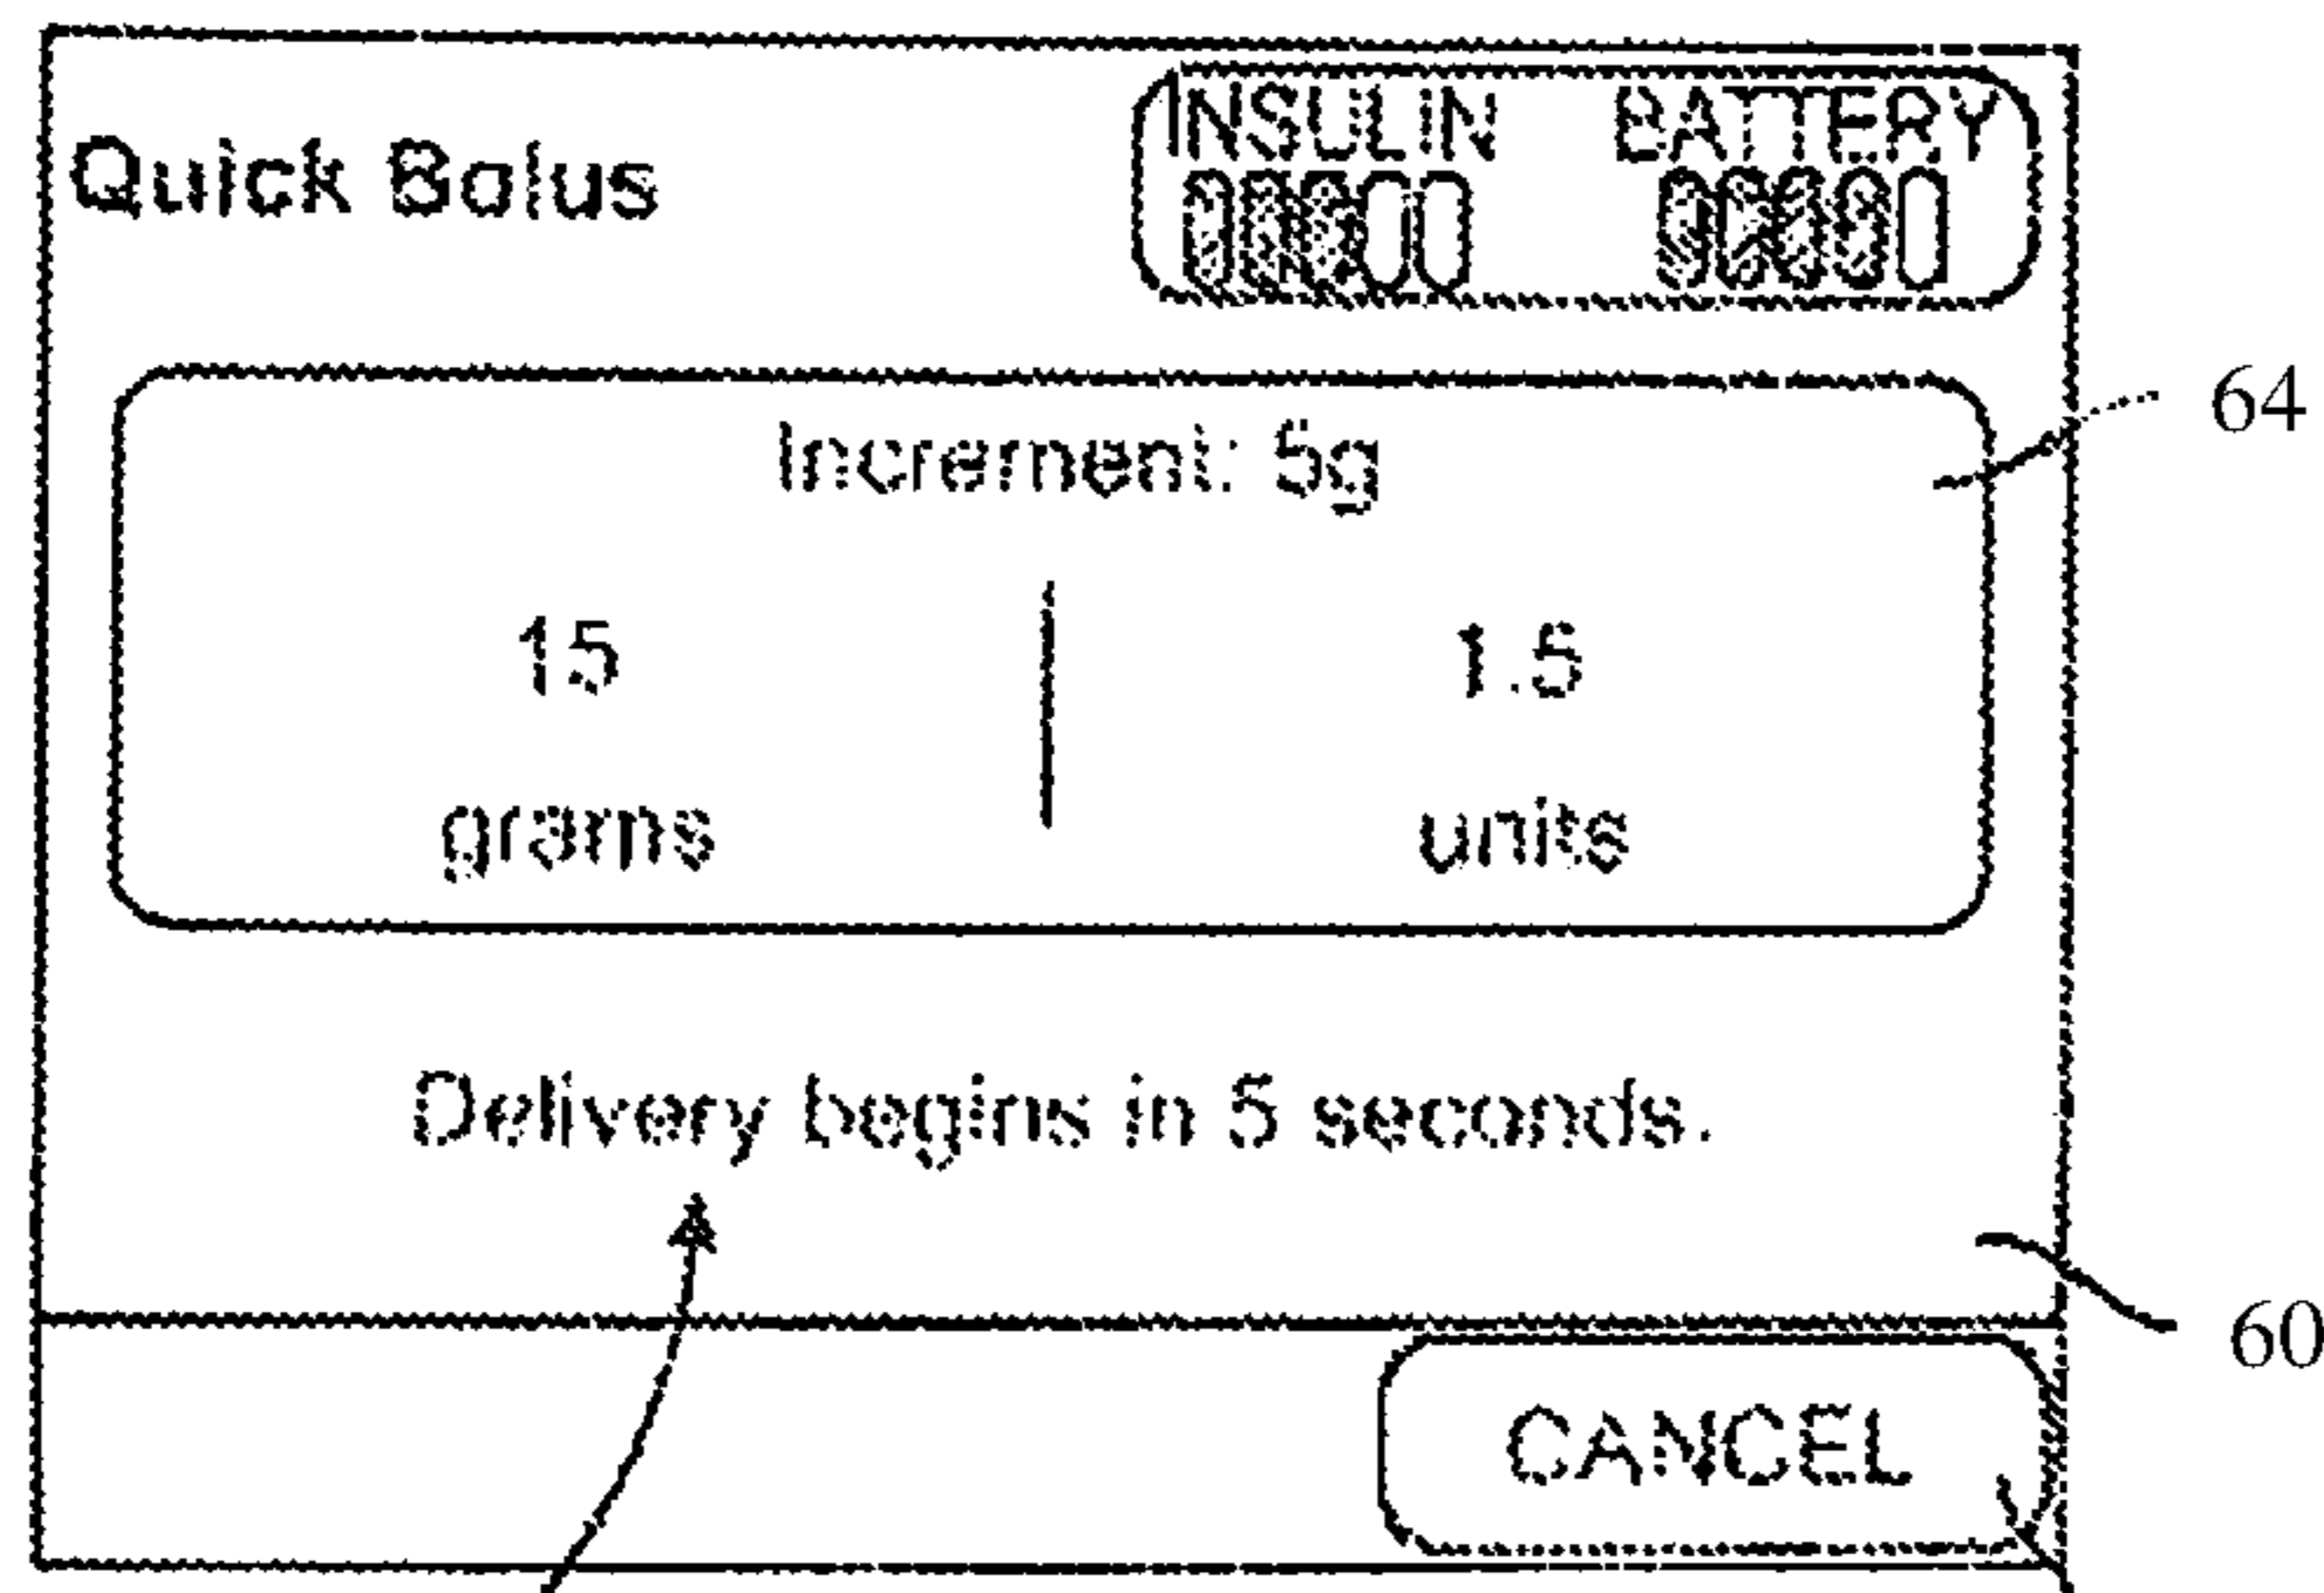 INSULIN BATTERY
Quick Bolus
64
Increment: 5g
15
1.5
grams
units
Delivery begins in 5 seconds.
60
CANCEL